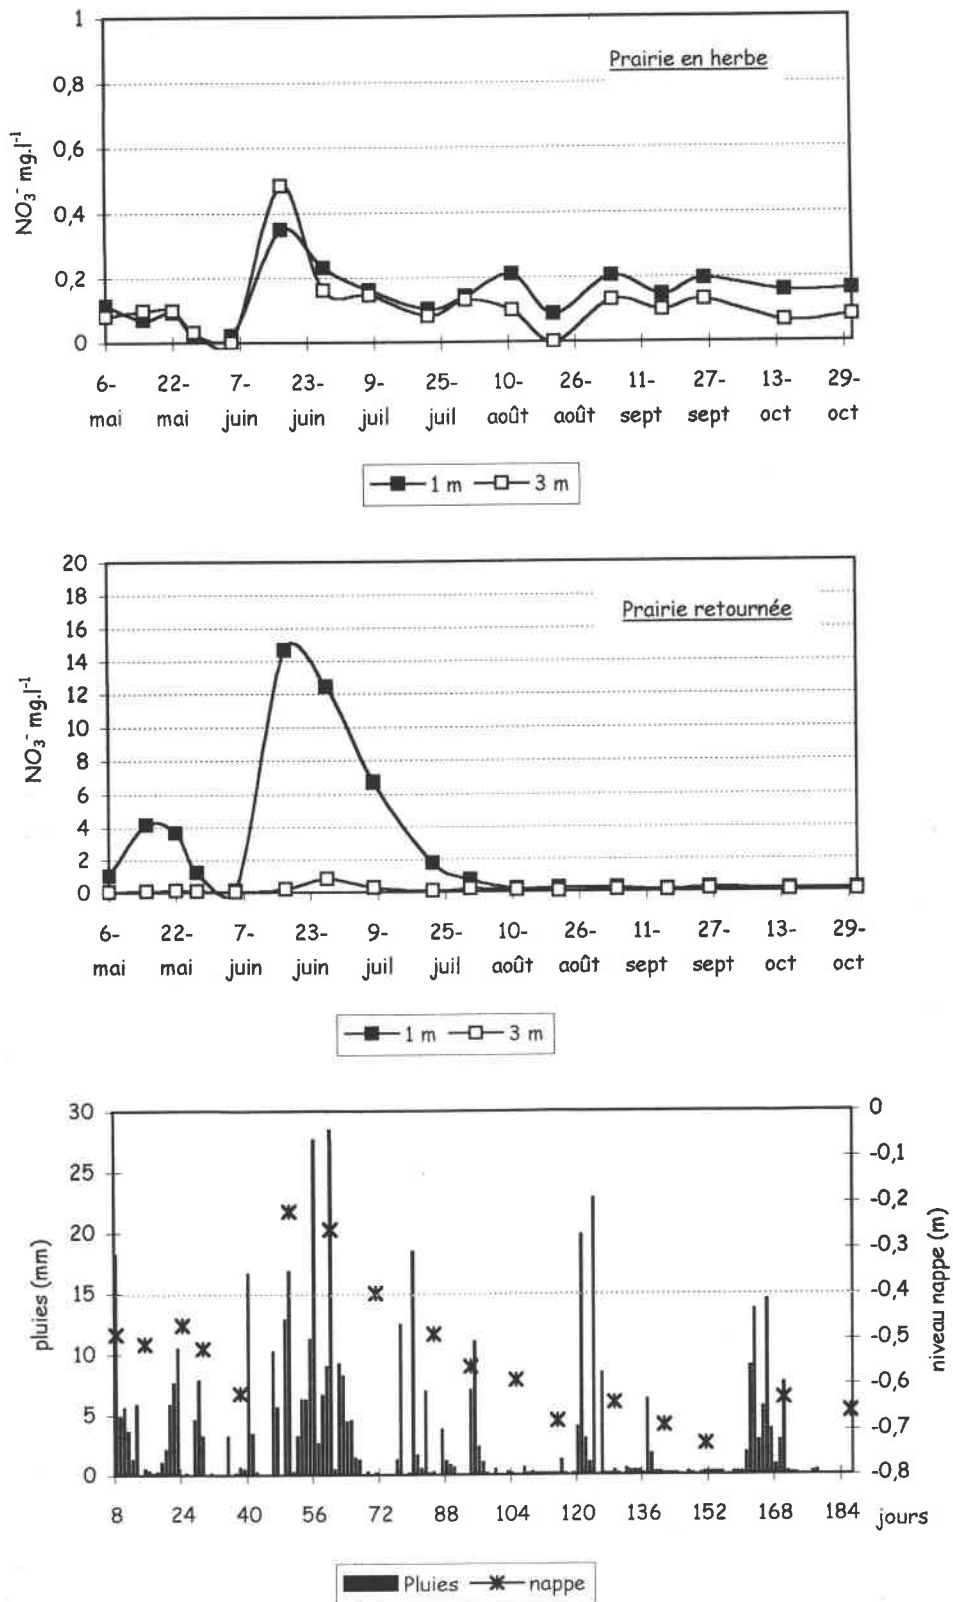 1
0,8
0,6
0,4
0,2
0
NO₃⁻ mg.l⁻¹
Prairie en herbe
6- 22- 7- 23- 9- 25- 10- 26- 11- 27- 13- 29-
mai mai juin juin juil juil août août sept sept oct oct
1 m 3 m
20
18
16
14
12
10
8
6
4
2
0
NO₃⁻ mg.l⁻¹
Prairie retournée
6- 22- 7- 23- 9- 25- 10- 26- 11- 27- 13- 29-
mai mai juin juin juil juil août août sept sept oct oct
1 m 3 m
30
25
20
15
10
5
0
pluies (mm)
0
-0,1
-0,2
-0,3
-0,4
-0,5
-0,6
-0,7
-0,8
niveau nappe (m)
8 24 40 56 72 88 104 120 136 152 168 184 jours
Pluies nappe